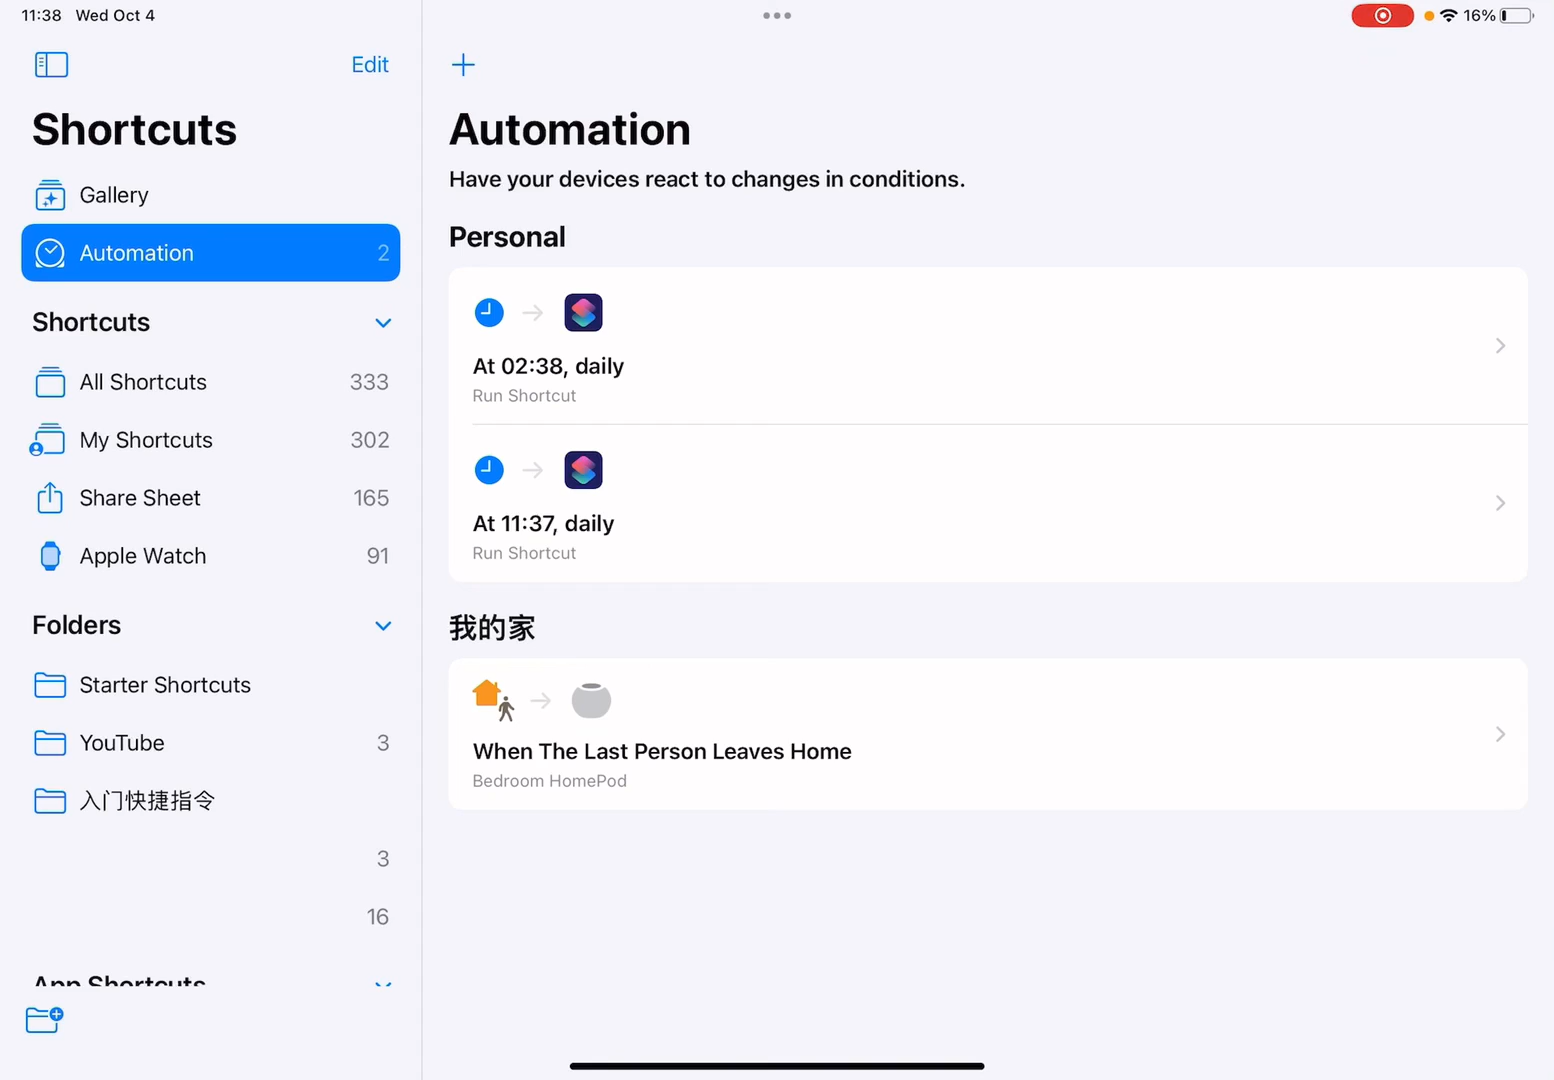 11:38 Wed Oct 4
16%
Edit
Shortcuts
Gallery
Automation 2
Shortcuts
All Shortcuts 333
My Shortcuts 302
Share Sheet 165
Apple Watch 91
Folders
Starter Shortcuts
YouTube 3
入门快捷指令
3
16
App Shortcuts
Automation
Have your devices react to changes in conditions.
Personal
At 02:38, daily
Run Shortcut
At 11:37, daily
Run Shortcut
我的家
When The Last Person Leaves Home
Bedroom HomePod